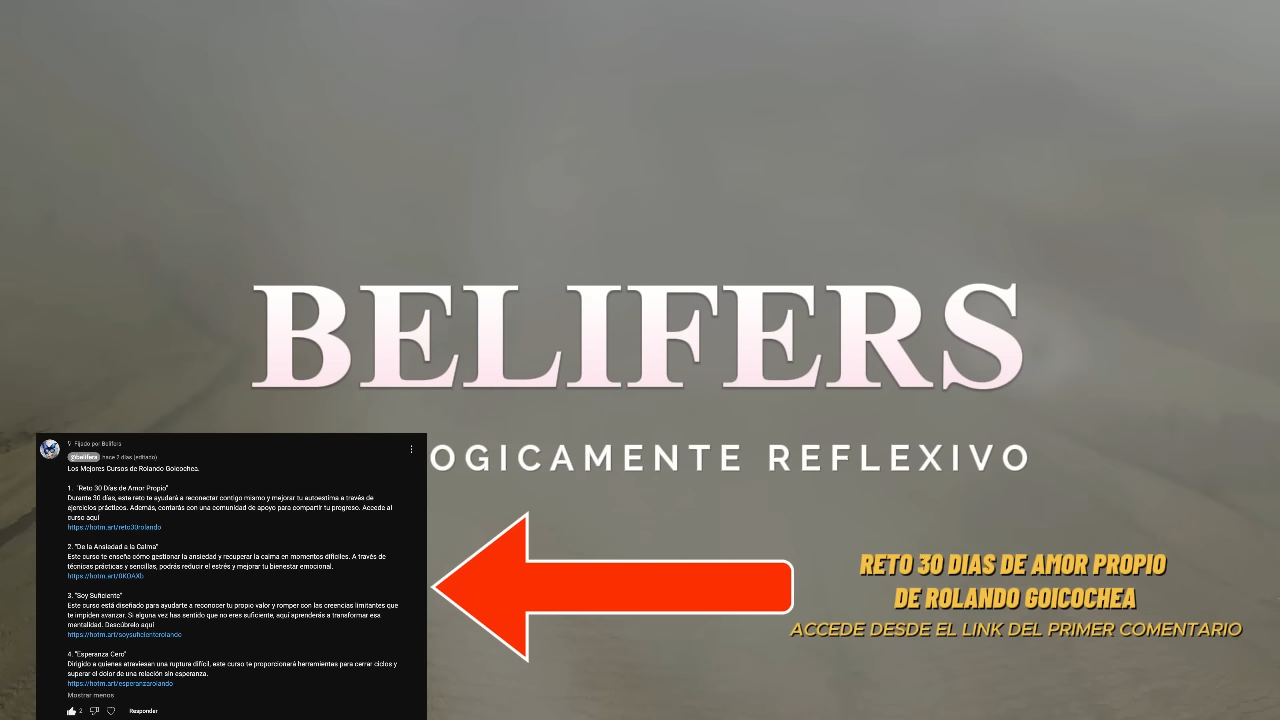 BELIFERS
OGICAMENTE REFLEXIVO
Fijado por Belifers
@belifers hace 2 días (editado)
Los Mejores Cursos de Rolando Goicochea.
1. "Reto 30 Días de Amor Propio"
Durante 30 días, este reto te ayudará a reconectar contigo mismo y mejorar tu autoestima a través de
ejercicios prácticos. Además, contarás con una comunidad de apoyo para compartir tu progreso. Accede al
curso aquí
https://hotm.art/reto30rolando
2. "De la Ansiedad a la Calma"
Este curso te enseña cómo gestionar la ansiedad y recuperar la calma en momentos difíciles. A través de
técnicas prácticas y sencillas, podrás reducir el estrés y mejorar tu bienestar emocional.
https://hotm.art/0KOAXb
3. "Soy Suficiente"
Este curso está diseñado para ayudarte a reconocer tu propio valor y romper con las creencias limitantes que
te impiden avanzar. Si alguna vez has sentido que no eres suficiente, aquí aprenderás a transformar esa
mentalidad. Descúbrelo aquí
https://hotm.art/soysuficienterolando
4. "Esperanza Cero"
Dirigido a quienes atraviesan una ruptura difícil, este curso te proporcionará herramientas para cerrar ciclos y
superar el dolor de una relación sin esperanza.
https://hotm.art/esperanzarolando
Mostrar menos
2 Responder
RETO 30 DIAS DE AMOR PROPIO
DE ROLANDO GOICOCHEA
ACCEDE DESDE EL LINK DEL PRIMER COMENTARIO